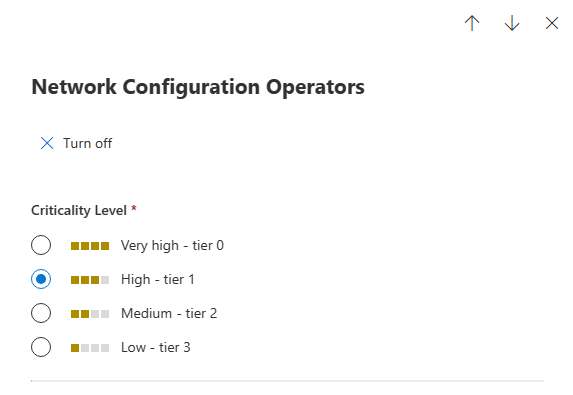 Network Configuration Operators
Turn off
Criticality Level *
Very high - tier 0
High - tier 1
Medium - tier 2
Low - tier 3